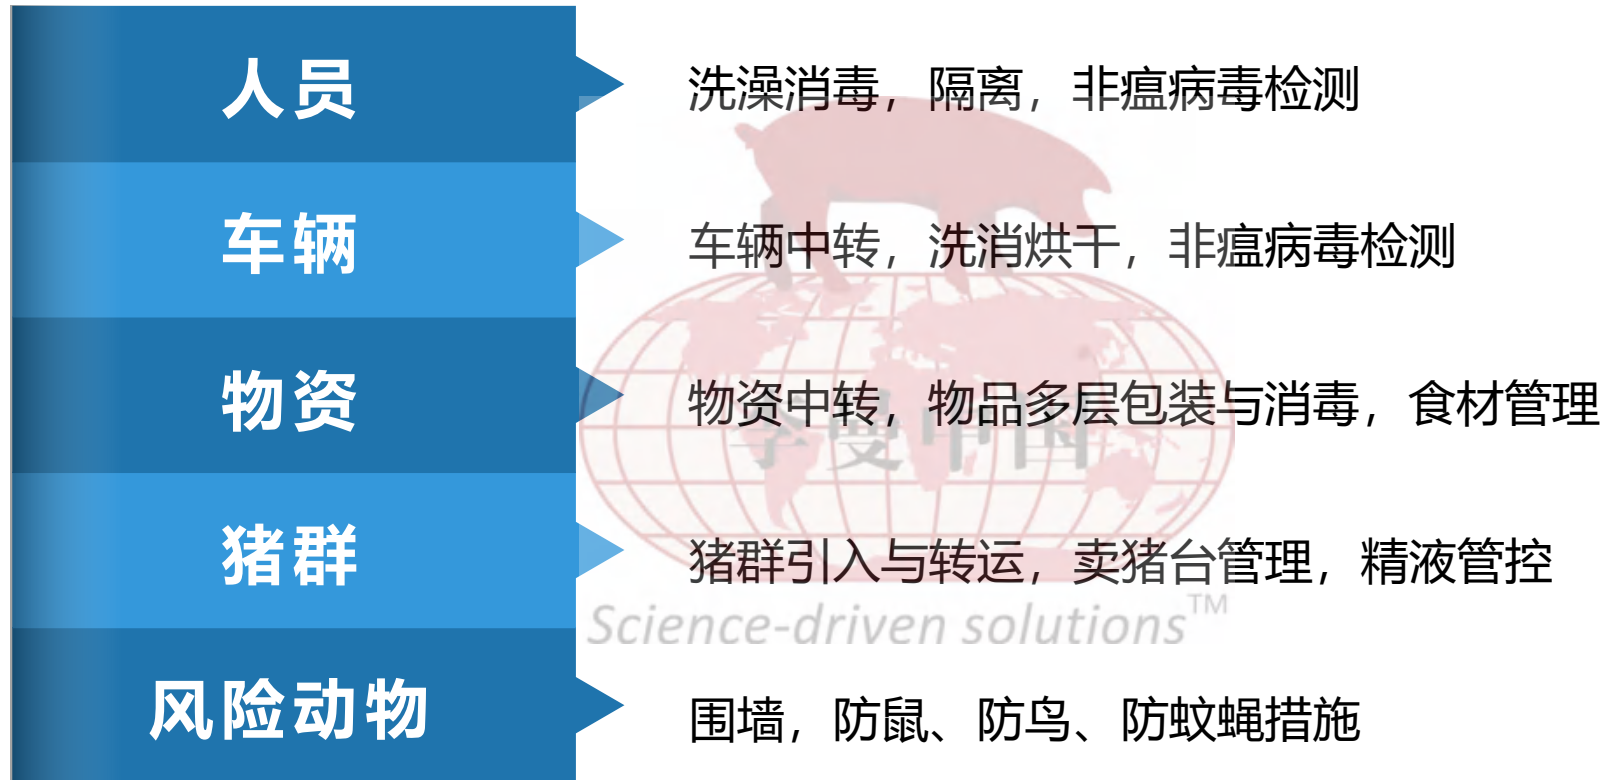 人员
洗澡消毒，隔离，非瘟病毒检测
车辆
车辆中转，洗消烘干，非瘟病毒检测
物资
物资中转，物品多层包装与消毒，食材管理
李曼中国
猪群
猪群引入与转运，卖猪台管理，精液管控
Science-driven solutions™
风险动物
围墙，防鼠、防鸟、防蚊蝇措施